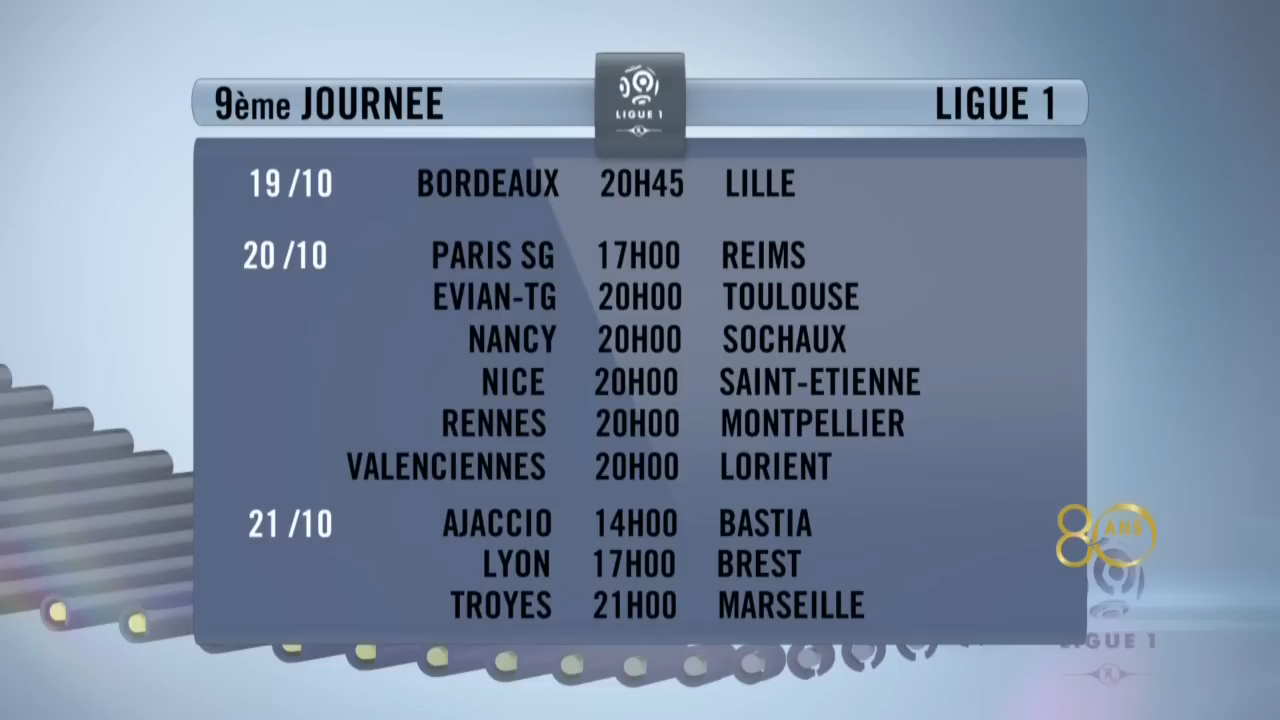 9ème JOURNEE LIGUE 1 LIGUE 1
19 /10 BORDEAUX 20H45 LILLE
20 /10 PARIS SG 17H00 REIMS
EVIAN-TG 20H00 TOULOUSE
NANCY 20H00 SOCHAUX
NICE 20H00 SAINT-ETIENNE
RENNES 20H00 MONTPELLIER
VALENCIENNES 20H00 LORIENT
21 /10 AJACCIO 14H00 BASTIA
LYON 17H00 BREST
TROYES 21H00 MARSEILLE
80 ANS
LIGUE 1